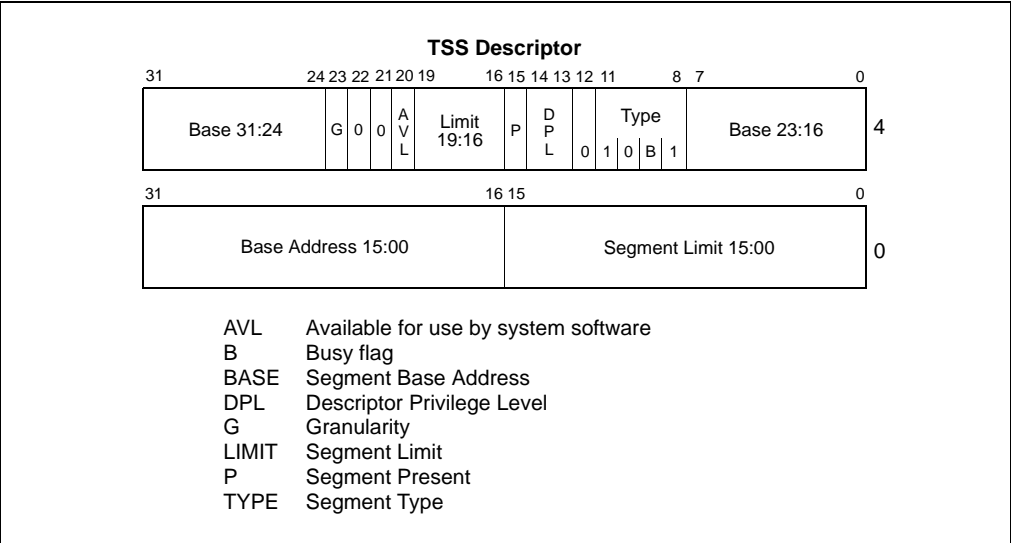 TSS Descriptor
31 24 23 22 21 20 19 16 15 14 13 12 11 8 7 0
Base 31:24 G 0 0 AVL Limit 19:16 P DPL 0 Type 1 0 B 1 Base 23:16 4
31 16 15 0
Base Address 15:00 Segment Limit 15:00 0
AVL Available for use by system software
B Busy flag
BASE Segment Base Address
DPL Descriptor Privilege Level
G Granularity
LIMIT Segment Limit
P Segment Present
TYPE Segment Type